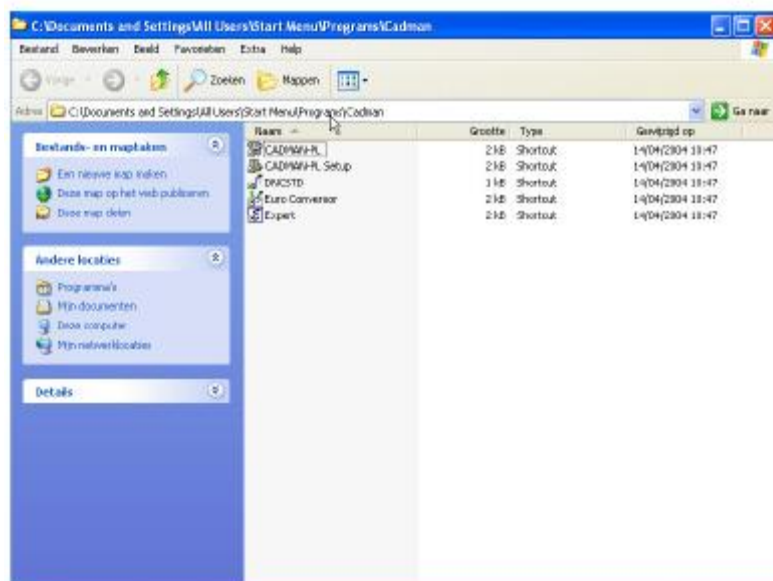 C:\Documents and Settings\All Users\Start Menu\Programs\Cadman
Bestand Bewerken Beeld Favorieten Extra Help
Vorige Zoeken Mappen
Adres C:\Documents and Settings\All Users\Start Menu\Programs\Cadman Ga naar
Bestands- en maptaken
Een nieuwe map maken
Deze map op het web publiceren
Deze map delen
Andere locaties
Programma's
Mijn documenten
Deze computer
Mijn netwerklocaties
Details
Naam Grootte Type Gewijzigd op
CADMAN-PL 2 kB Shortcut 14/04/2004 10:47
CADMAN-PL Setup 2 kB Shortcut 14/04/2004 10:47
DNCSTD 1 kB Shortcut 14/04/2004 10:47
Euro Conversor 2 kB Shortcut 14/04/2004 10:47
Expert 2 kB Shortcut 14/04/2004 10:47